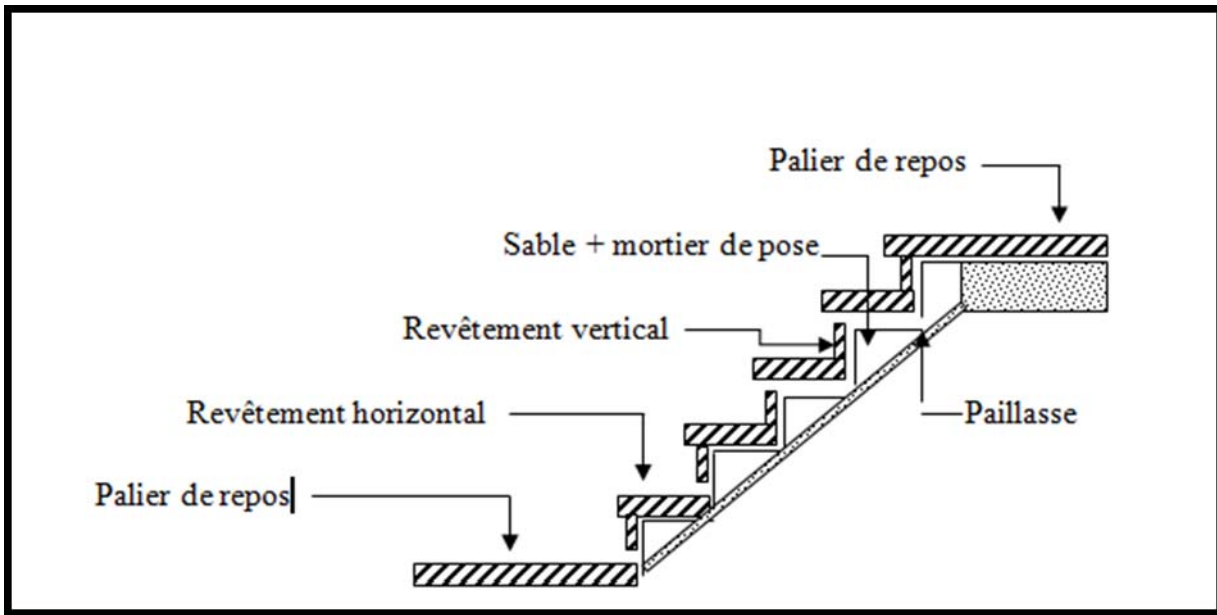 Palier de repos
Sable + mortier de pose
Revêtement vertical
Revêtement horizontal
Paillasse
Palier de repos